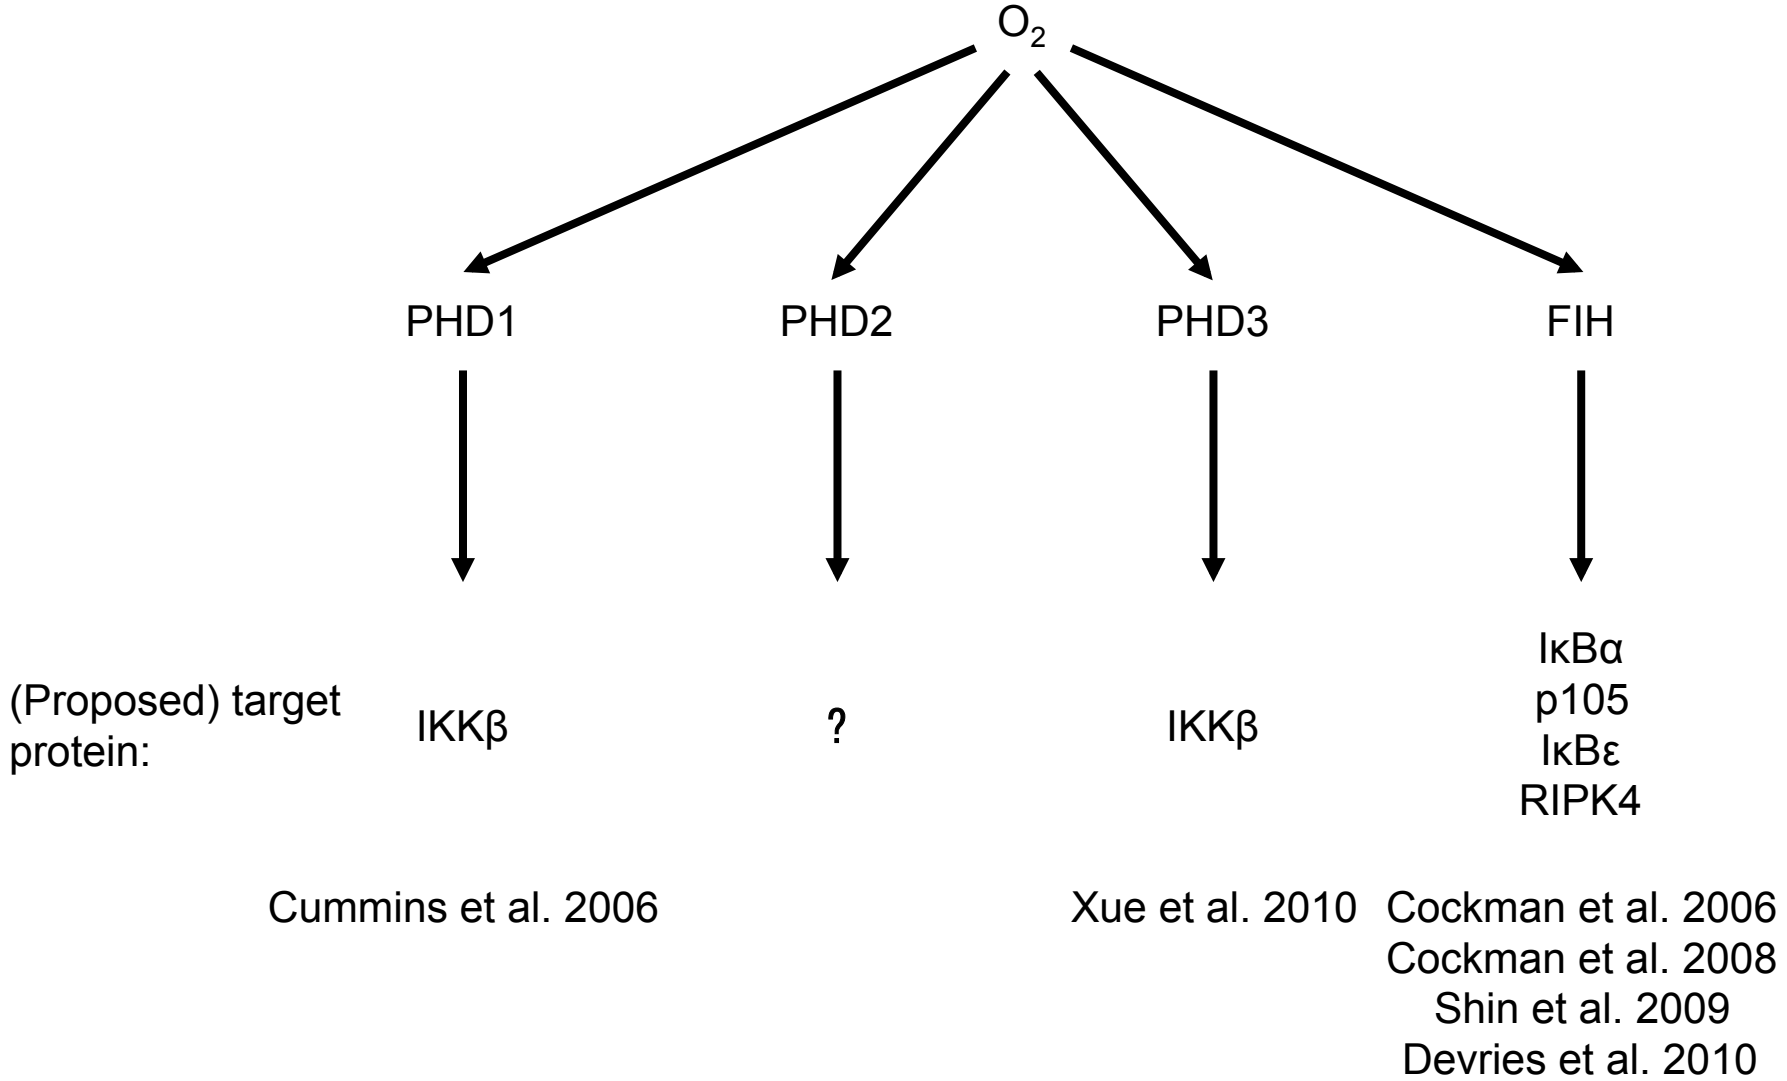 O₂
PHD1
PHD2
PHD3
FIH
(Proposed) target
protein:
IKKβ
?
IKKβ
IκBα
p105
IκBε
RIPK4
Cummins et al. 2006
Xue et al. 2010
Cockman et al. 2006
Cockman et al. 2008
Shin et al. 2009
Devries et al. 2010